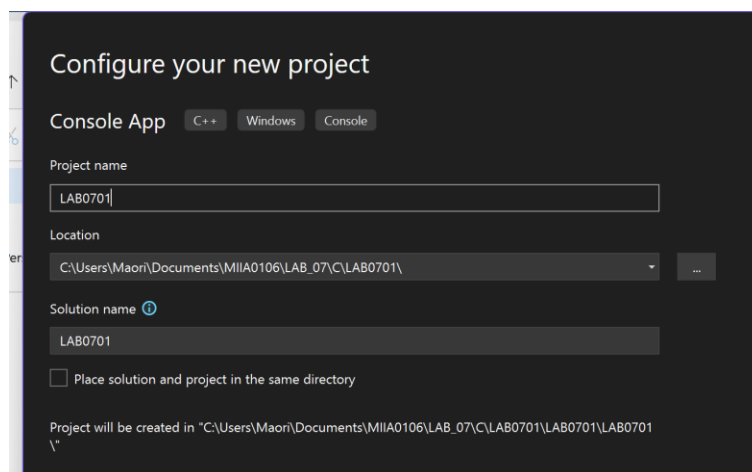 Configure your new project
Console App C++ Windows Console
Project name
LAB0701
Location
C:\Users\Maori\Documents\MIIA0106\LAB_07\C\LAB0701\
...
Solution name
LAB0701
Place solution and project in the same directory
Project will be created in "C:\Users\Maori\Documents\MIIA0106\LAB_07\C\LAB0701\LAB0701\LAB0701
\"